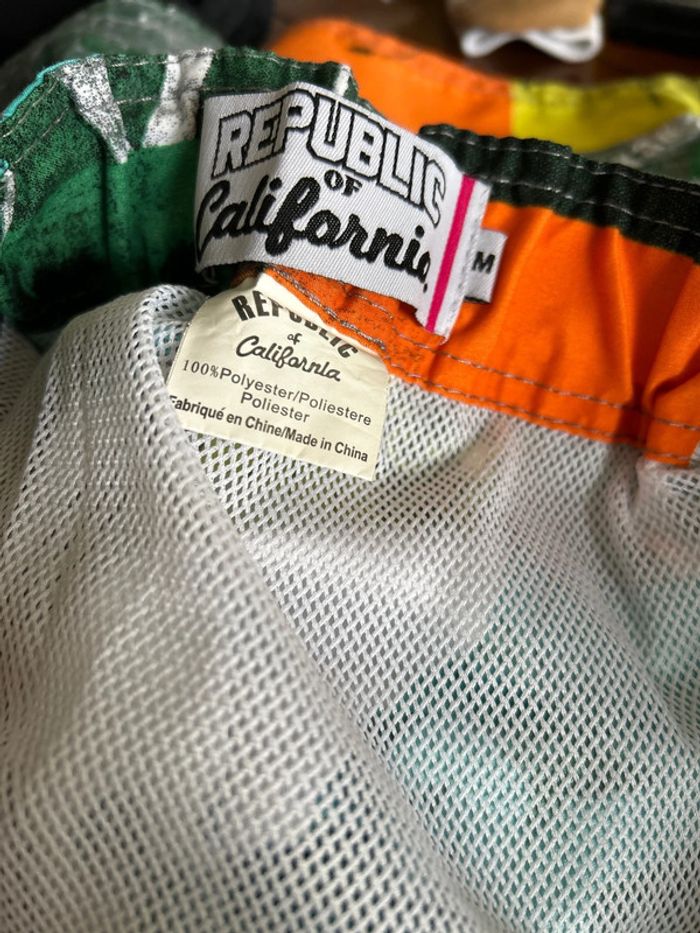 REPUBLIC
OF
California
M
REPUBLIC
of
California
100%Polyester/Poliestere
Poliester
Fabriqué en Chine/Made in China